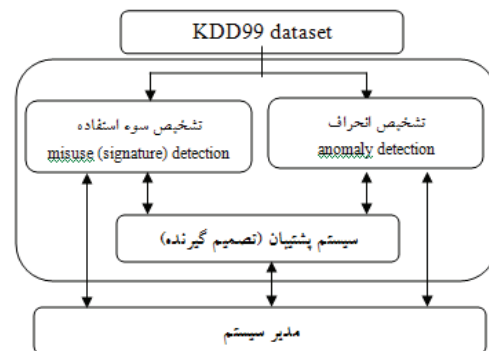 KDD99 dataset
تشخیص سوء استفاده
misuse (signature) detection
تشخیص انحراف
anomaly detection
سیستم پشتیبان (تصمیم گیرنده)
مدیر سیستم